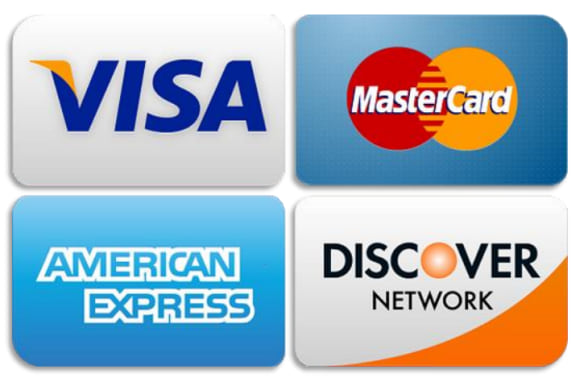 VISA
MasterCard
AMERICAN
EXPRESS
DISCOVER
NETWORK